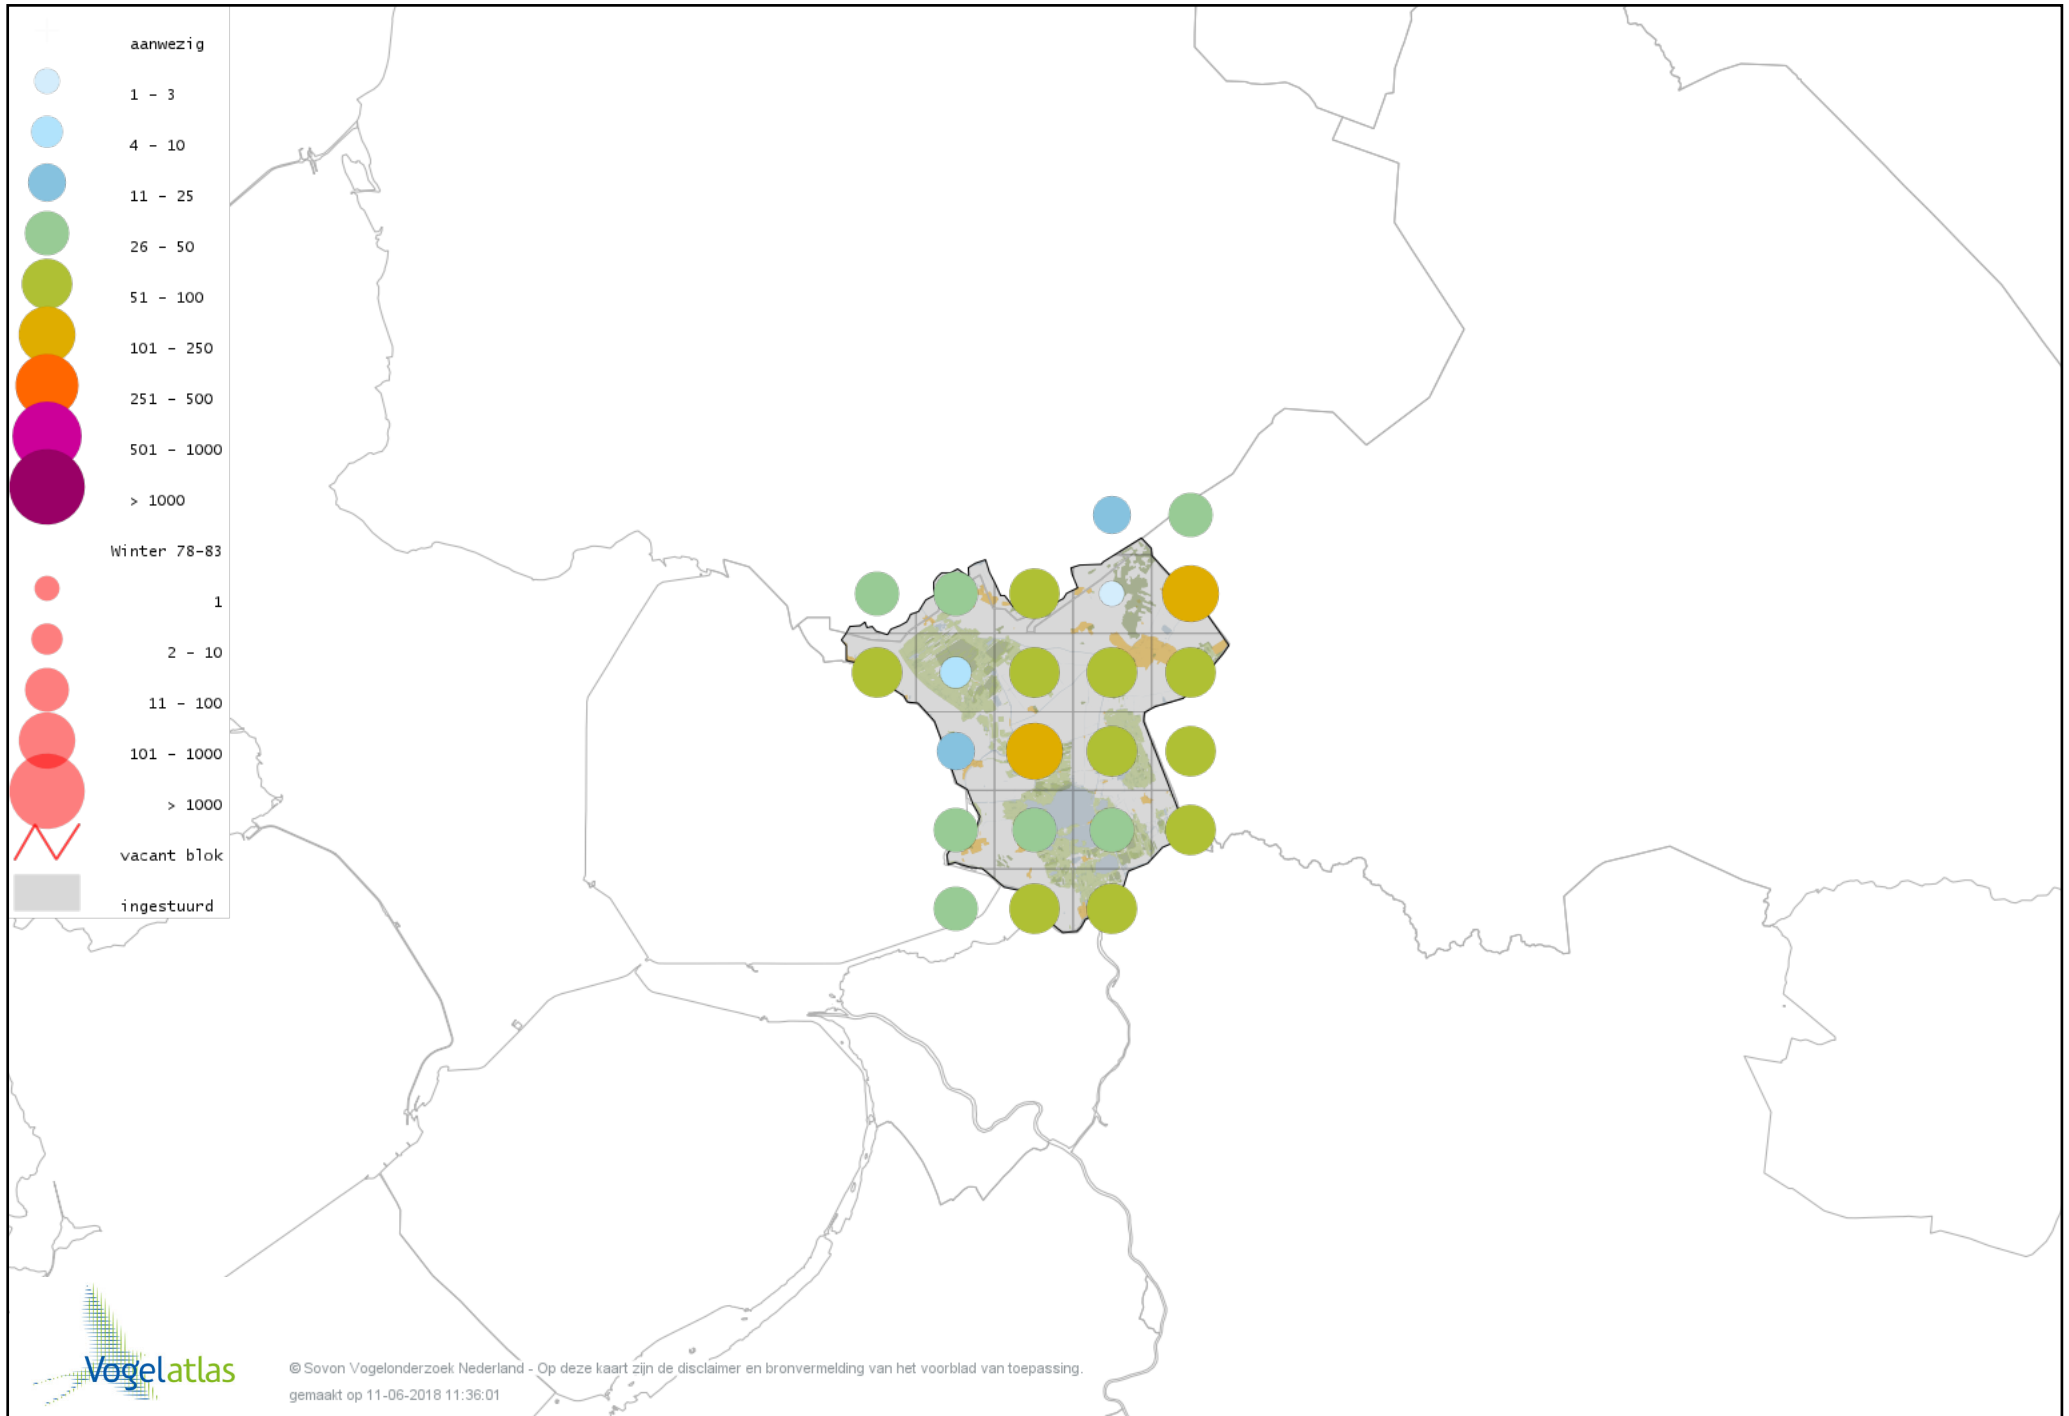 aanwezig
1 - 3
4 - 10
11 - 25
26 - 50
51 - 100
101 - 250
251 - 500
501 - 1000
> 1000
Winter 78-83
1
2 - 10
11 - 100
101 - 1000
> 1000
vacant blok
ingestuurd
Vogelatlas
© Sovon Vogelonderzoek Nederland - Op deze kaart zijn de disclaimer en bronvermelding van het voorblad van toepassing.
gemaakt op 11-06-2018 11:36:01